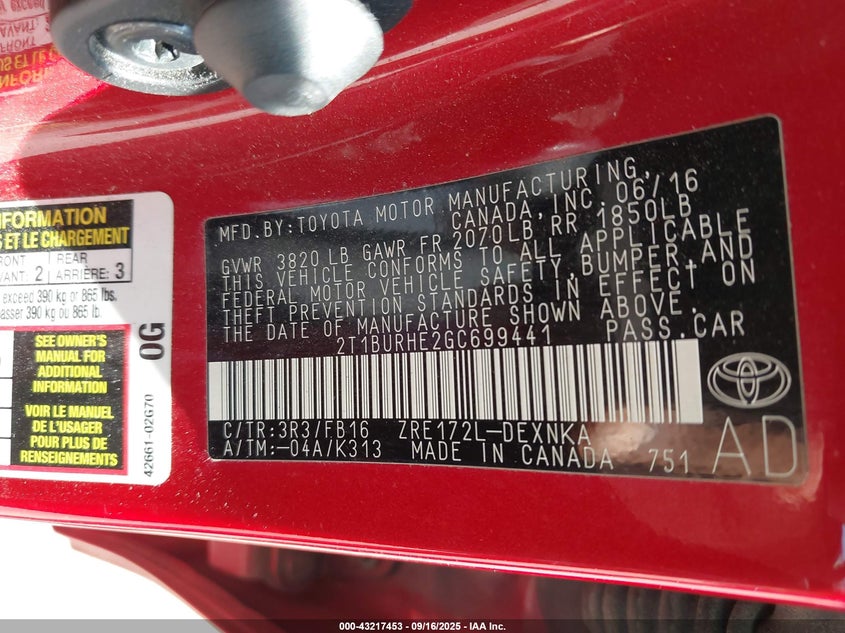 NFORMATION
S ET LE CHARGEMENT
RONT
VANT: 2
REAR
ARRIÈRE: 3
exceed 390 kg or 865 lbs.
passer 390 kg ou 865 lb.
SEE OWNER'S
MANUAL FOR
ADDITIONAL
INFORMATION
VOIR LE MANUEL
DE L'USAGER
POUR PLUS DE
RENSEIGNEMENTS
0G
42661-02G70
MFD.BY:TOYOTA MOTOR MANUFACTURING,
CANADA, INC. 06/16
GVWR 3820 LB GAWR FR 2070LB, RR 1850LB
THIS VEHICLE CONFORMS TO ALL APPLICABLE
FEDERAL MOTOR VEHICLE SAFETY, BUMPER, AND
THEFT PREVENTION STANDARDS IN EFFECT ON
THE DATE OF MANUFACTURE SHOWN ABOVE.
2T1BURHE2GC699441 PASS.CAR
C/TR:3R3/FB16 ZRE172L-DEXNKA
A/TM:-04A/K313 MADE IN CANADA 751
AD
000-43217453 - 09/16/2025 - IAA Inc.